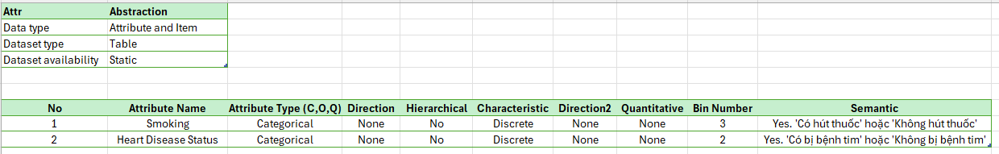 Attr Abstraction
Data type Attribute and Item
Dataset type Table
Dataset availability Static
No Attribute Name Attribute Type (C,O,Q) Direction Hierarchical Characteristic Direction2 Quantitative Bin Number Semantic
1 Smoking Categorical None No Discrete None None 3 Yes. 'Có hút thuốc' hoặc 'Không hút thuốc'
2 Heart Disease Status Categorical None No Discrete None None 2 Yes. 'Có bị bệnh tim' hoặc 'Không bị bệnh tim'